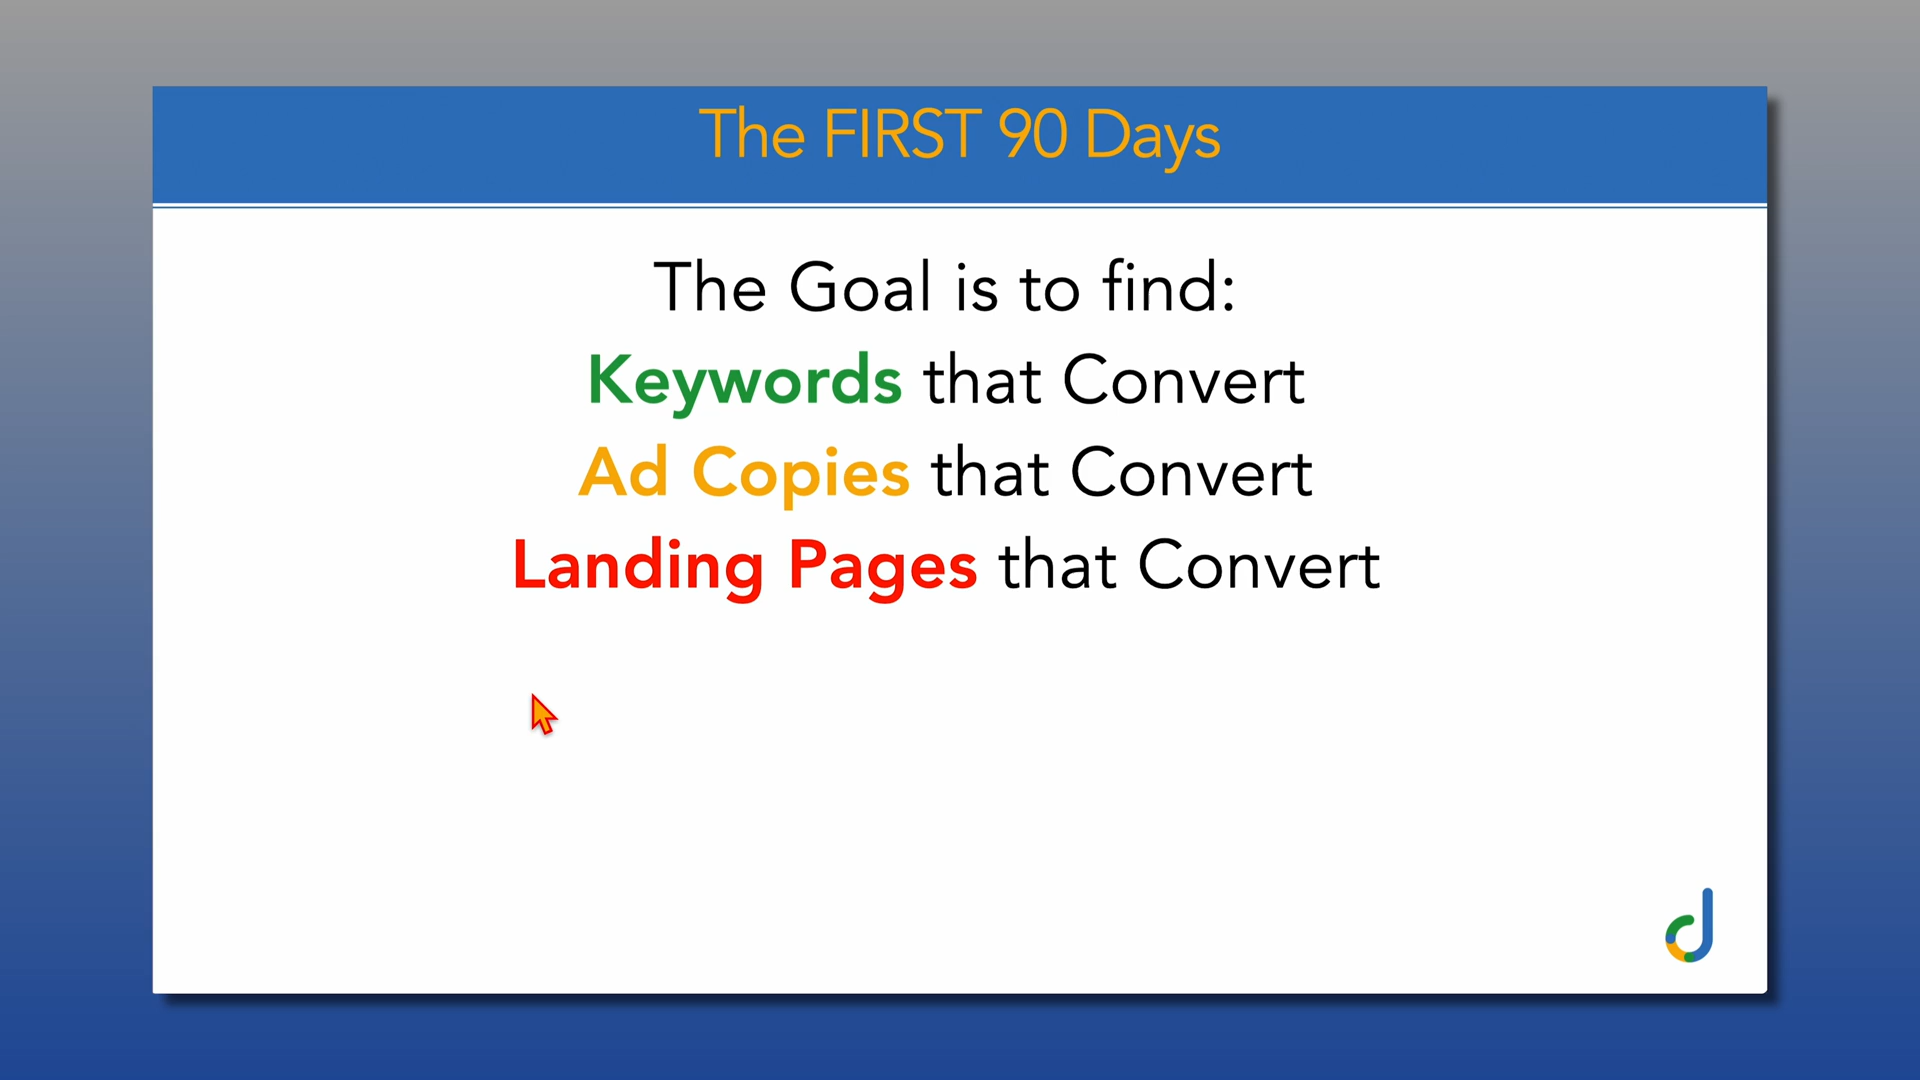 The FIRST 90 Days
The Goal is to find:
Keywords that Convert
Ad Copies that Convert
Landing Pages that Convert